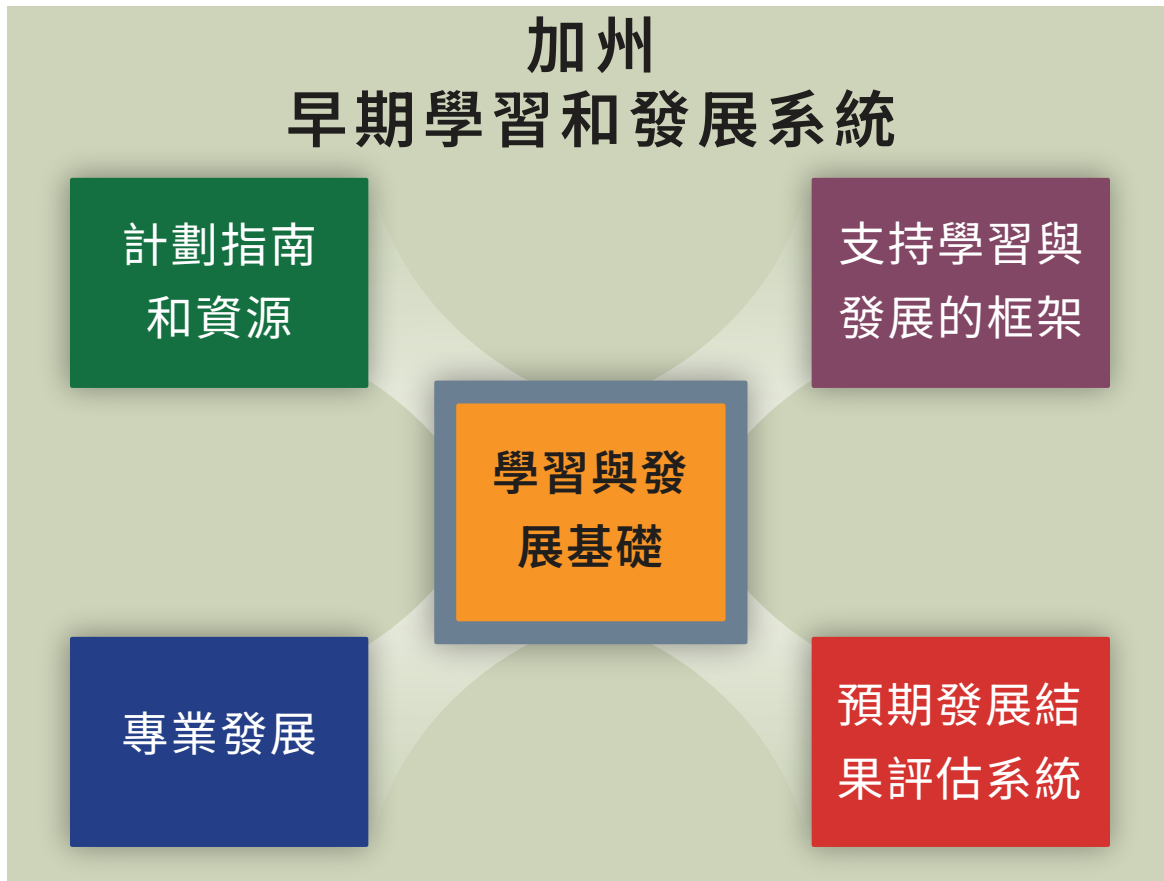 加州
早期學習和發展系統
計劃指南
和資源
支持學習與
發展的框架
學習與發
展基礎
專業發展
預期發展結
果評估系統